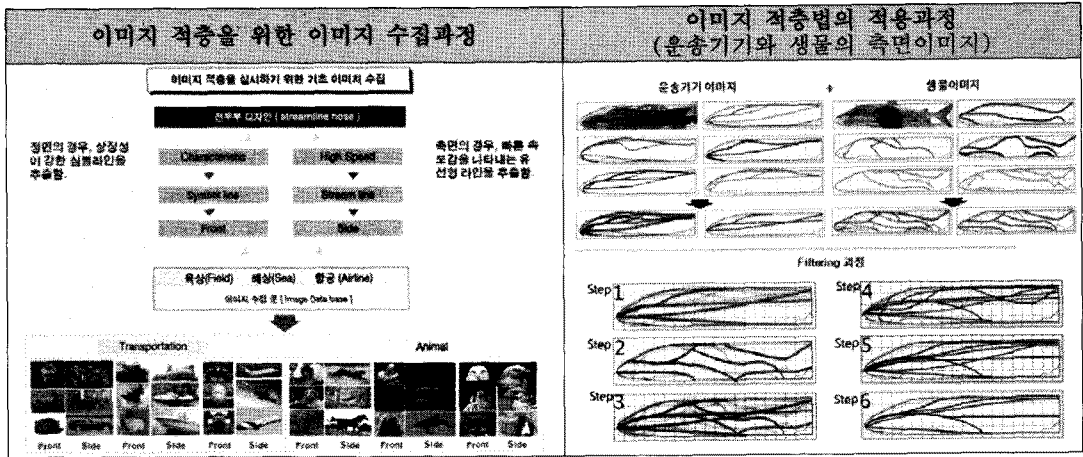 이미지 적층을 위한 이미지 수집과정
이미지 적층을 실시하기 위한 기초 이미지 수집
전두부 디자인 ( streamline nose )
정면의 경우, 상징성
이 강한 심볼라인을
추출함.
Characteristic
High Speed
측면의 경우, 빠른 속
도감을 나타내는 유
선형 라인을 추출함.
Symbol line
Stream line
Front
Side
육상(Field) 해상(Sea) 항공 (Airline)
이미지 수집 군 [ Image Data base ]
Transportation
Animal
Front Side Front Side Front Side Front Side Front Side Front Side
이미지 적층법의 적용과정
(운송기기와 생물의 측면이미지)
운송기기 이미지 + 생물이미지
Filtering 과정
Step 1
Step 4
Step 2
Step 5
Step 3
Step 6